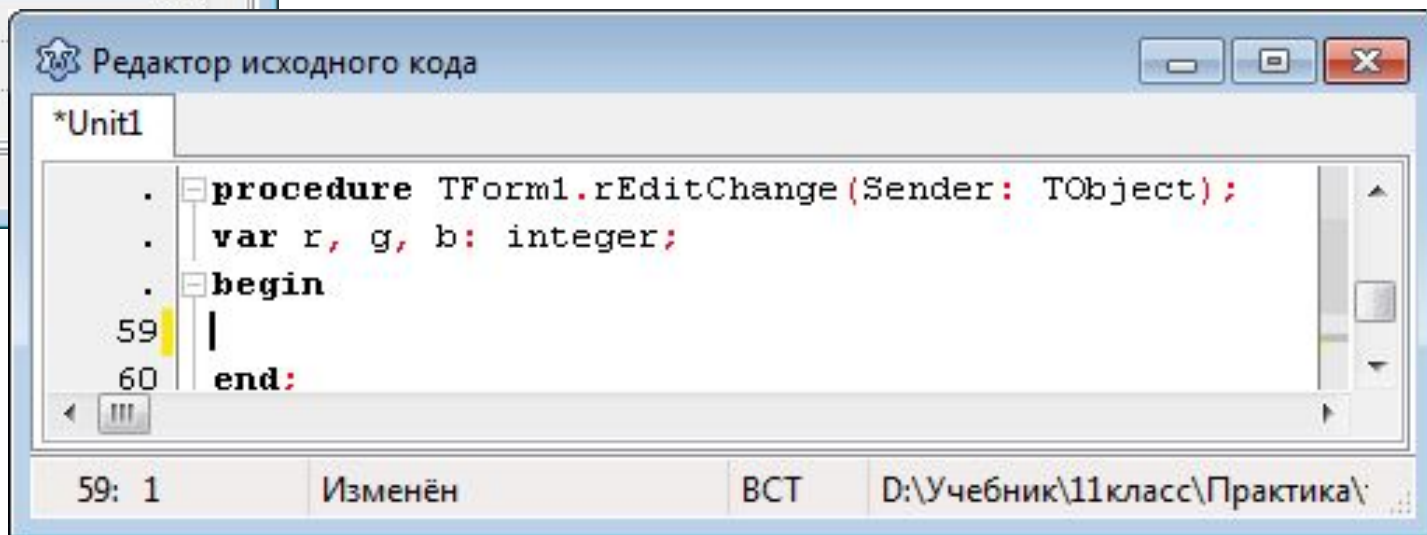 Редактор исходного кода
*Unit1
. procedure TForm1.rEditChange(Sender: TObject);
. var r, g, b: integer;
. begin
59
60 end;
59: 1 Изменён ВСТ D:\Учебник\11класс\Практика\